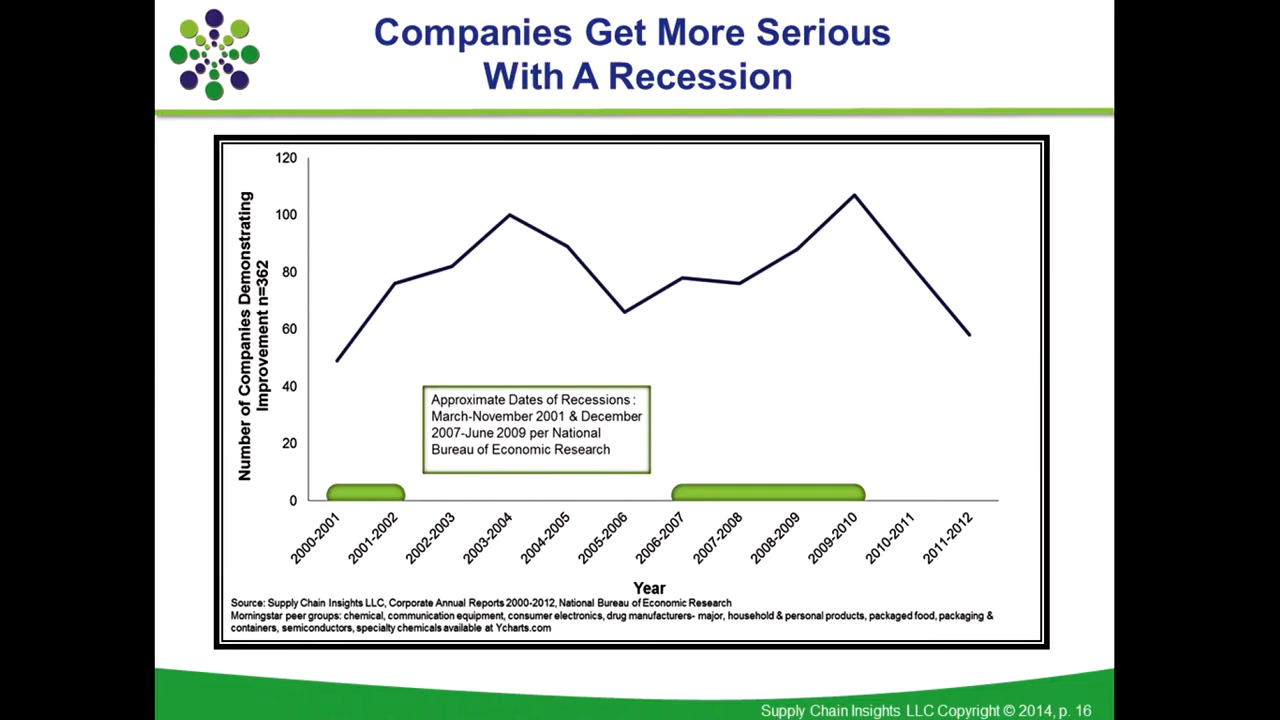 Companies Get More Serious
With A Recession
120
100
80
60
40
20
0
Number of Companies Demonstrating
Improvement n=362
Approximate Dates of Recessions :
March-November 2001 & December
2007-June 2009 per National
Bureau of Economic Research
2000-2001
2001-2002
2002-2003
2003-2004
2004-2005
2005-2006
2006-2007
2007-2008
2008-2009
2009-2010
2010-2011
2011-2012
Year
Source: Supply Chain Insights LLC, Corporate Annual Reports 2000-2012, National Bureau of Economic Research
Morningstar peer groups: chemical, communication equipment, consumer electronics, drug manufacturers- major, household & personal products, packaged food, packaging &
containers, semiconductors, specialty chemicals available at Ycharts.com
Supply Chain Insights LLC Copyright © 2014, p. 16